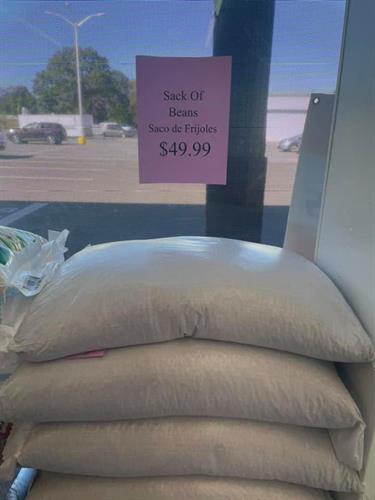 Sack Of
Beans
Saco de Frijoles
$49.99